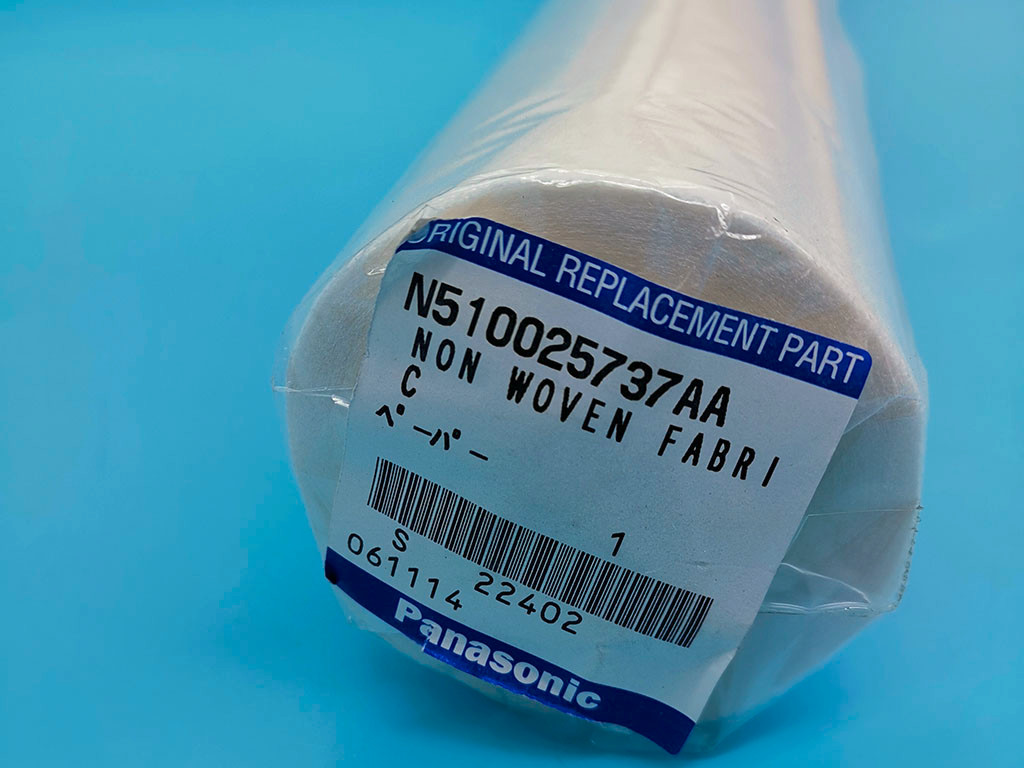 ORIGINAL REPLACEMENT PART
N510025737AA
NON WOVEN FABRI
C
ペーパー
1
S 22402
061114
Panasonic